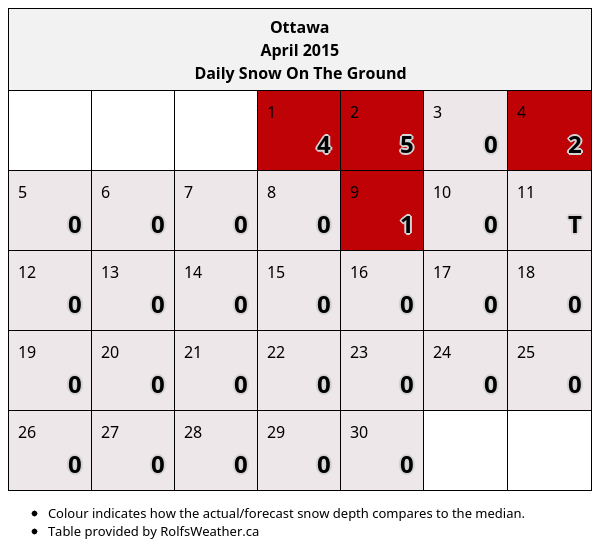 Ottawa
April 2015
Daily Snow On The Ground
1 2 3 4
4 5 0 2
5 6 7 8 9 10 11
0 0 0 0 1 0 T
12 13 14 15 16 17 18
0 0 0 0 0 0 0
19 20 21 22 23 24 25
0 0 0 0 0 0 0
26 27 28 29 30
0 0 0 0 0
• Colour indicates how the actual/forecast snow depth compares to the median.
• Table provided by RolfsWeather.ca